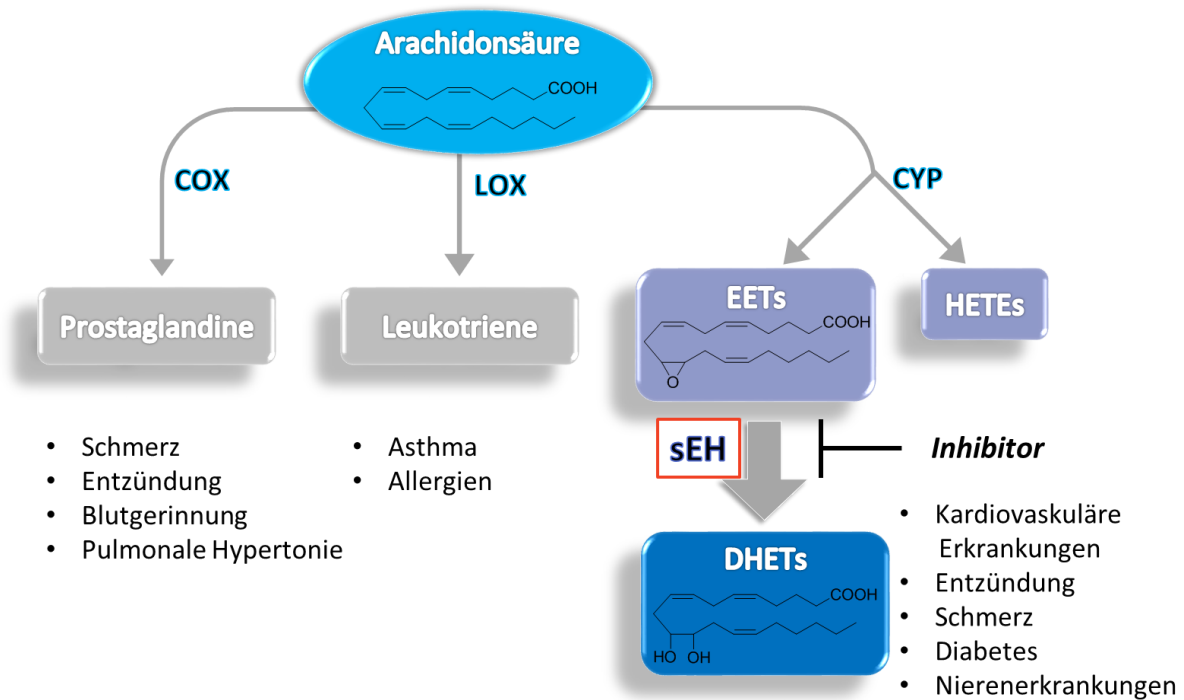 Arachidonsäure
COOH
COX
LOX
CYP
Prostaglandine
Leukotriene
EETs
COOH
O
HETEs
• Schmerz
• Entzündung
• Blutgerinnung
• Pulmonale Hypertonie
• Asthma
• Allergien
sEH
Inhibitor
DHETs
COOH
HO OH
• Kardiovaskuläre
Erkrankungen
• Entzündung
• Schmerz
• Diabetes
• Nierenerkrankungen